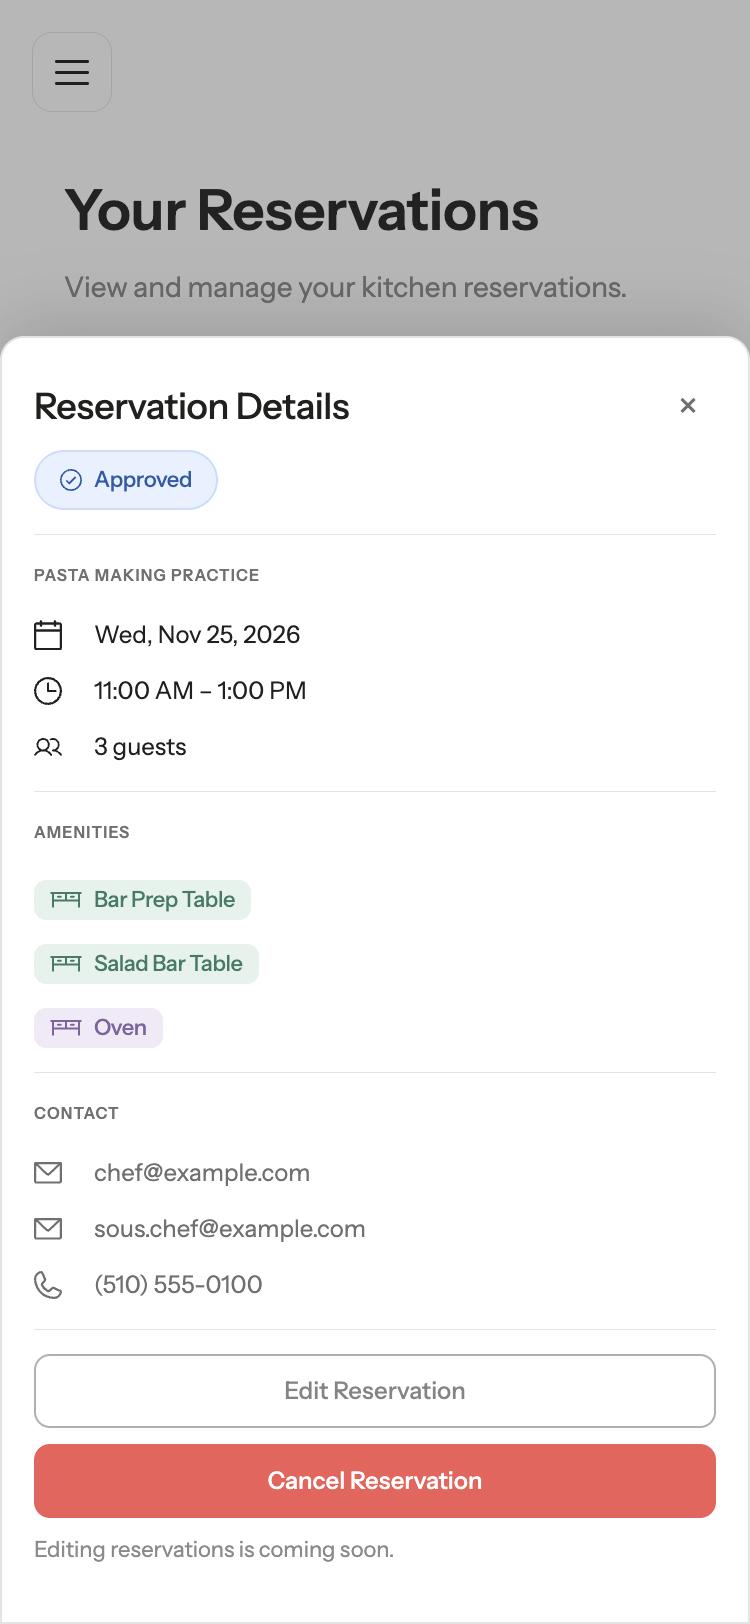 Your Reservations
View and manage your kitchen reservations.
Reservation Details
×
Approved
PASTA MAKING PRACTICE
Wed, Nov 25, 2026
11:00 AM – 1:00 PM
3 guests
AMENITIES
Bar Prep Table
Salad Bar Table
Oven
CONTACT
chef@example.com
sous.chef@example.com
(510) 555-0100
Edit Reservation
Cancel Reservation
Editing reservations is coming soon.